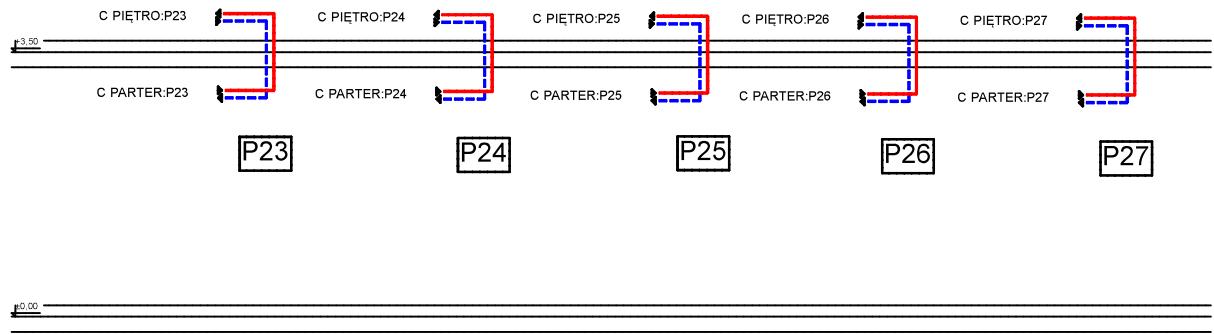 C PIĘTRO:P23
C PIĘTRO:P24
C PIĘTRO:P25
C PIĘTRO:P26
C PIĘTRO:P27
+3,50
C PARTER:P23
C PARTER:P24
C PARTER:P25
C PARTER:P26
C PARTER:P27
P23
P24
P25
P26
P27
±0,00